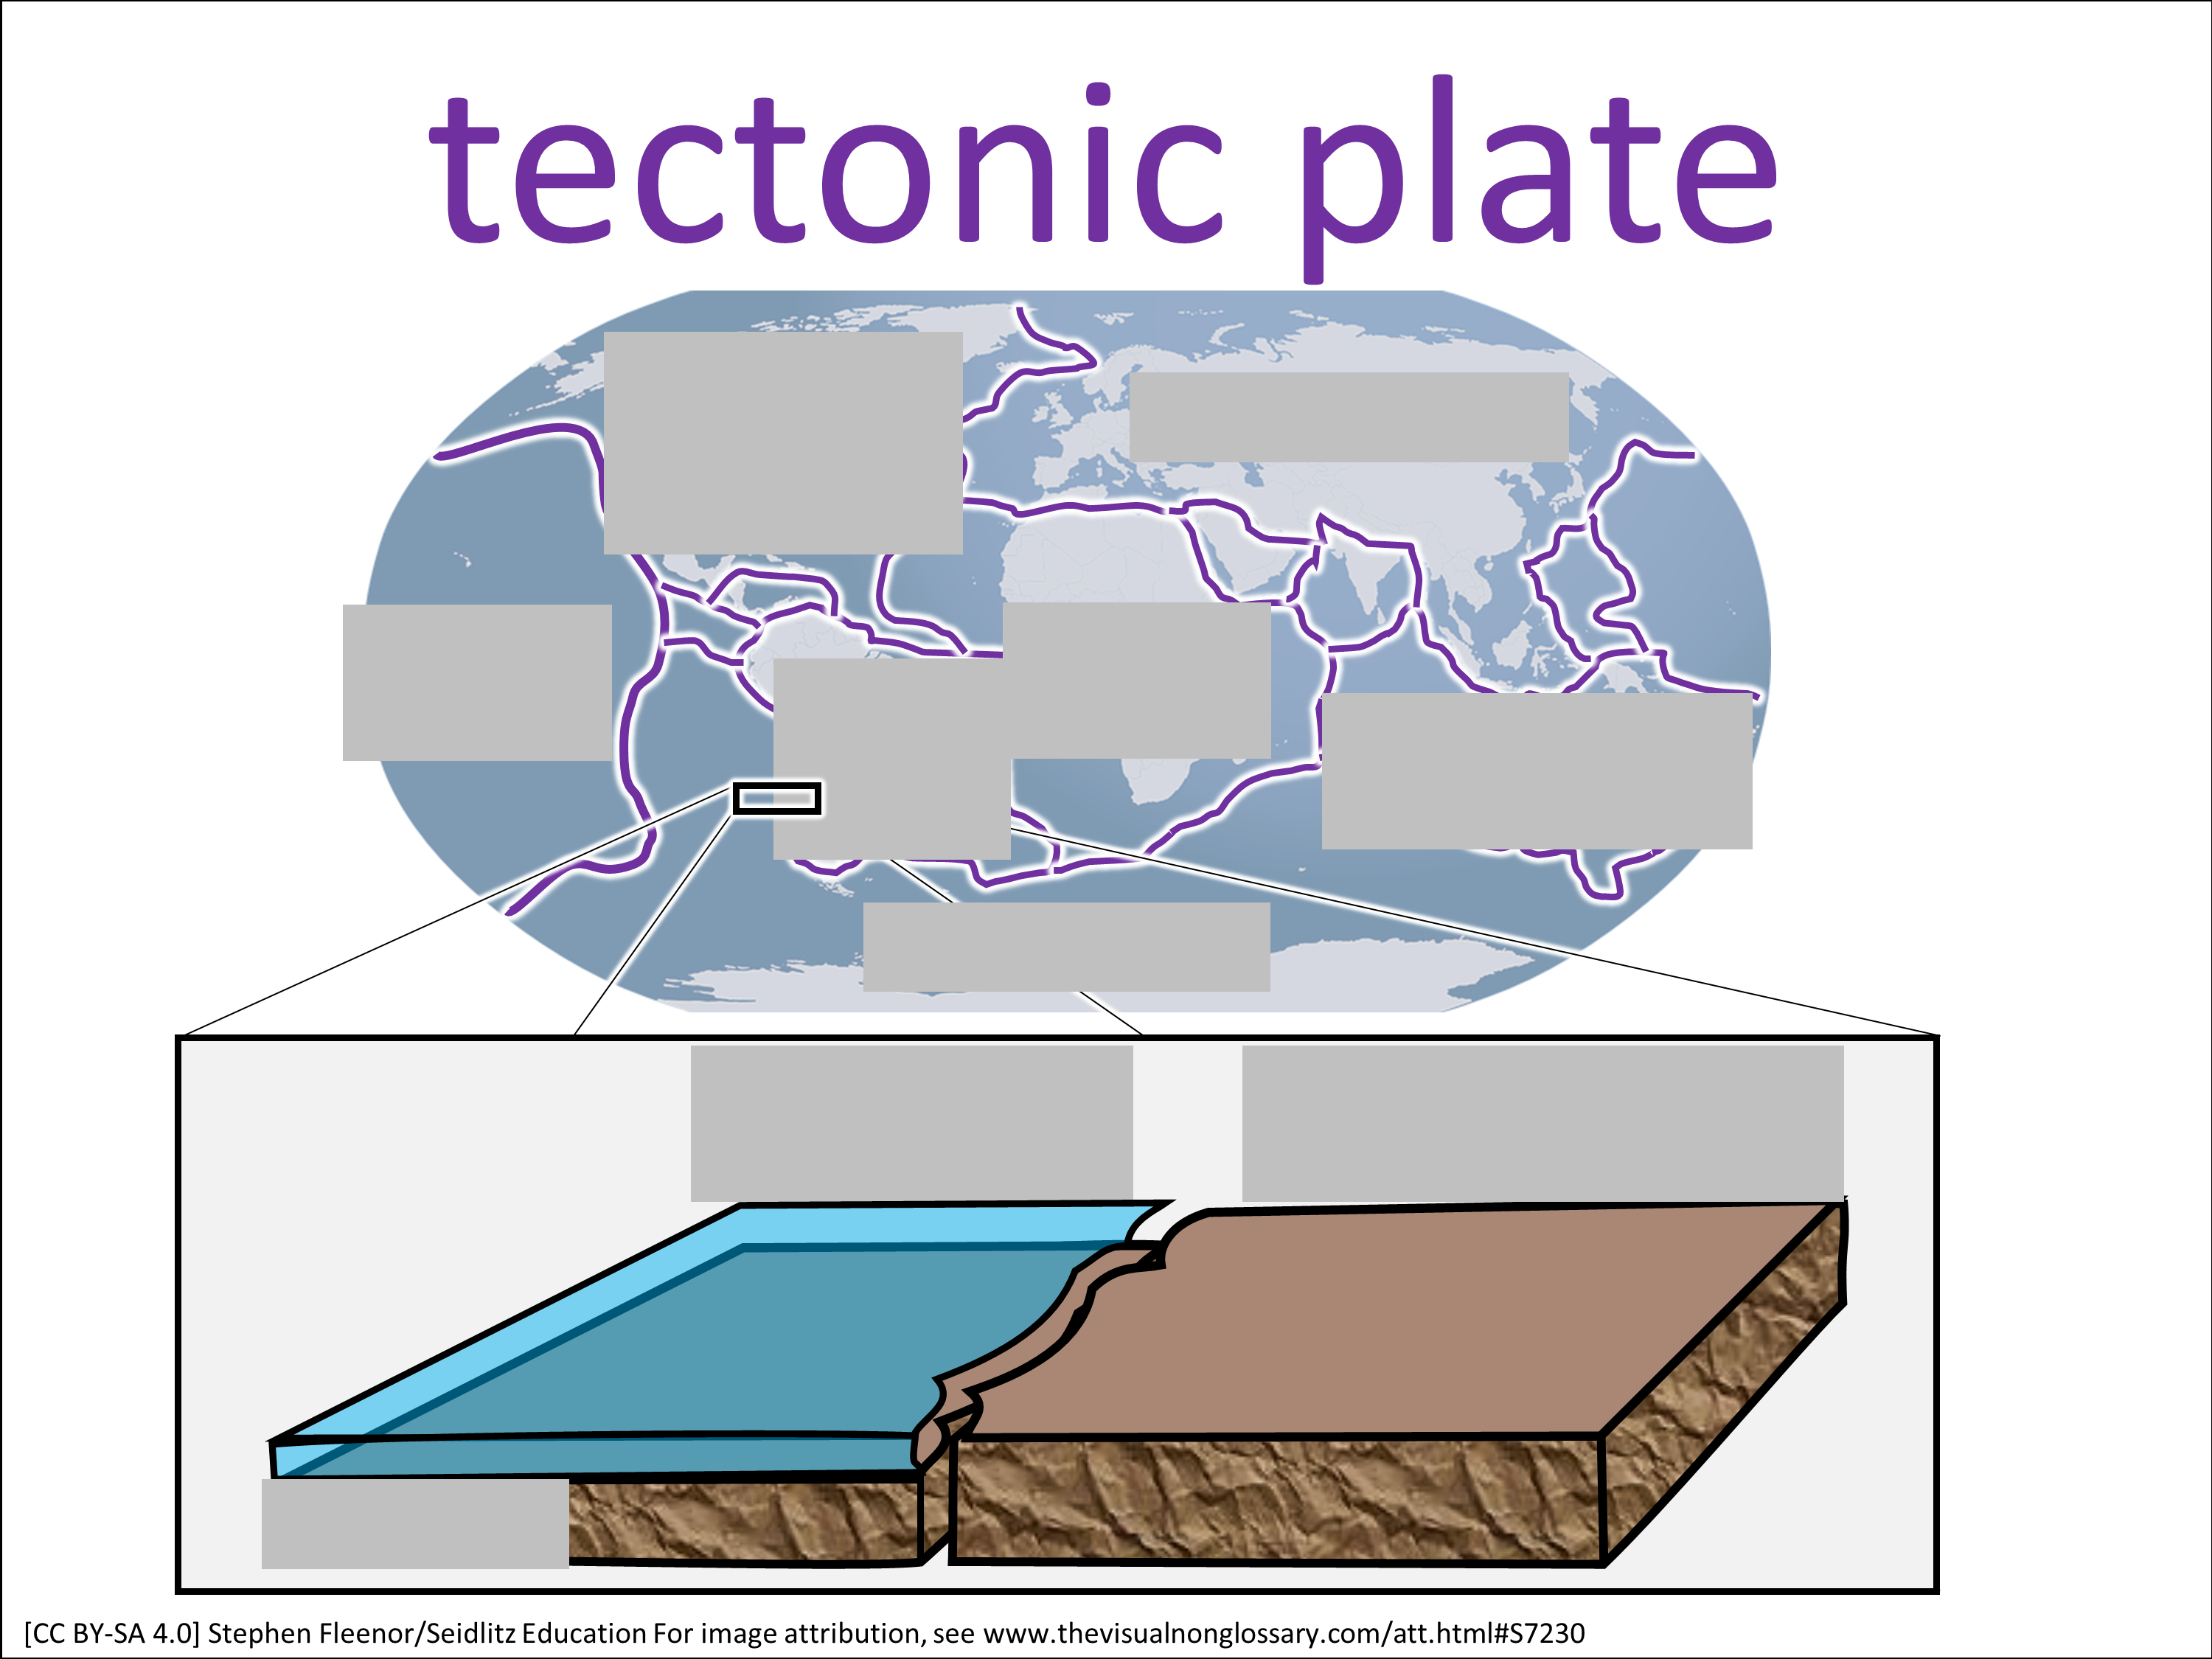 tectonic plate
[CC BY-SA 4.0] Stephen Fleenor/Seidlitz Education For image attribution, see www.thevisualnonglossary.com/att.html#S7230